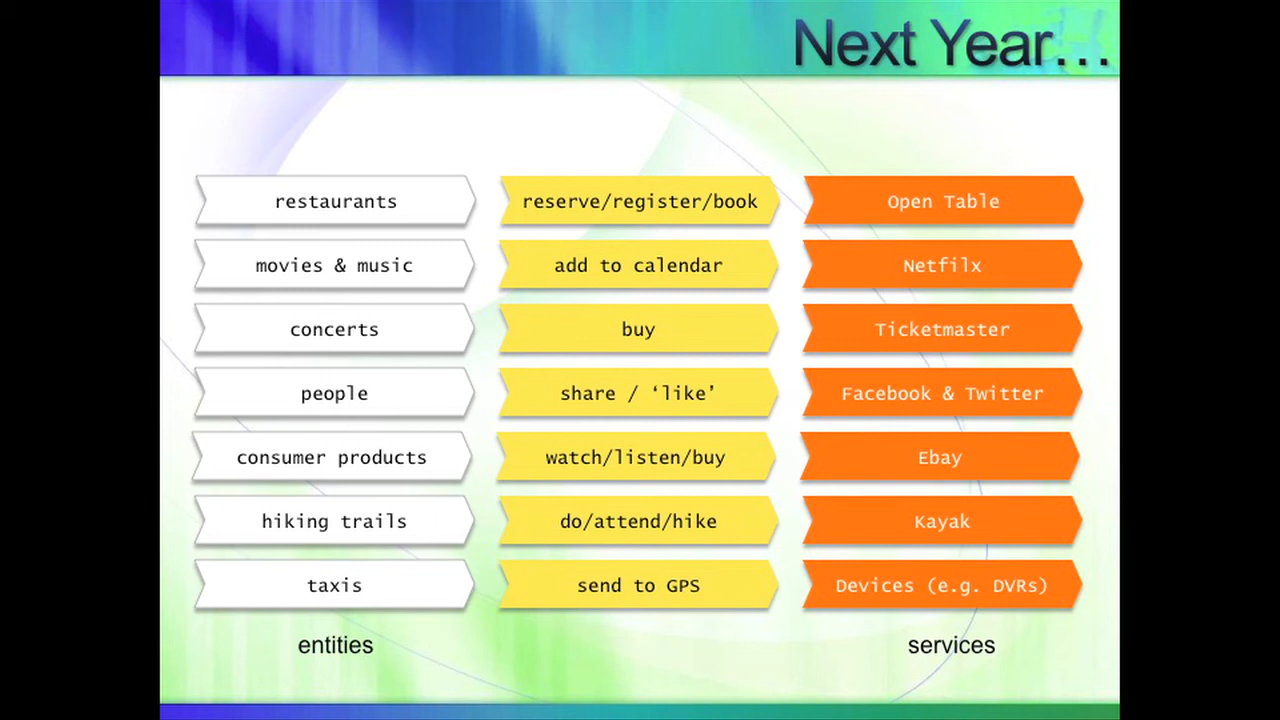 Next Year…
restaurants reserve/register/book Open Table
movies & music add to calendar Netfilx
concerts buy Ticketmaster
people share / ‘like’ Facebook & Twitter
consumer products watch/listen/buy Ebay
hiking trails do/attend/hike Kayak
taxis send to GPS Devices (e.g. DVRs)
entities services